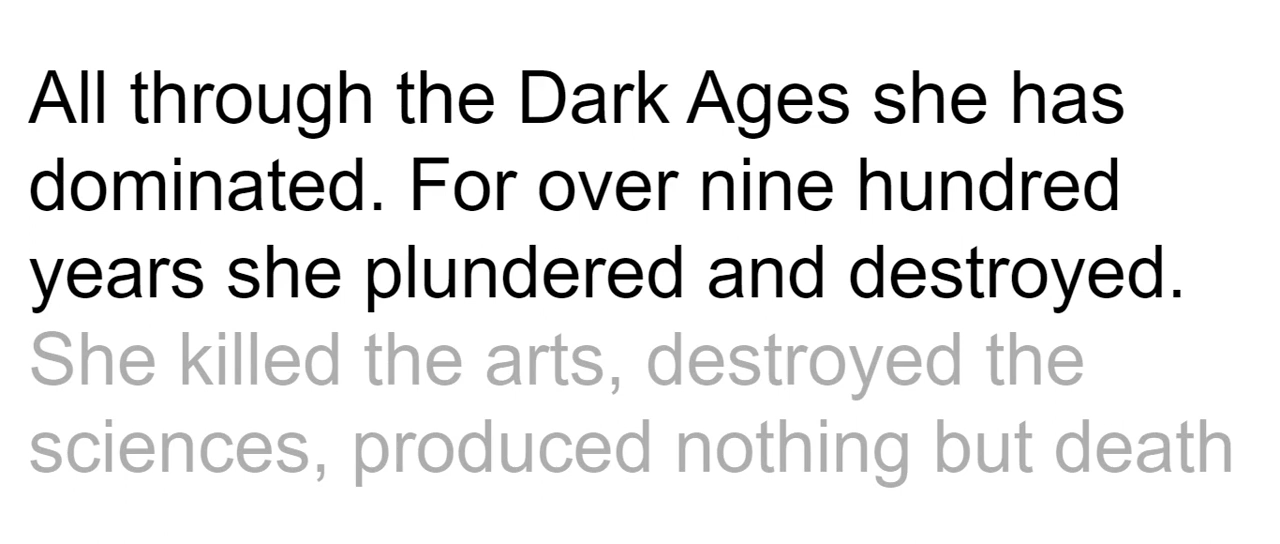 All through the Dark Ages she has
dominated. For over nine hundred
years she plundered and destroyed.
She killed the arts, destroyed the
sciences, produced nothing but death